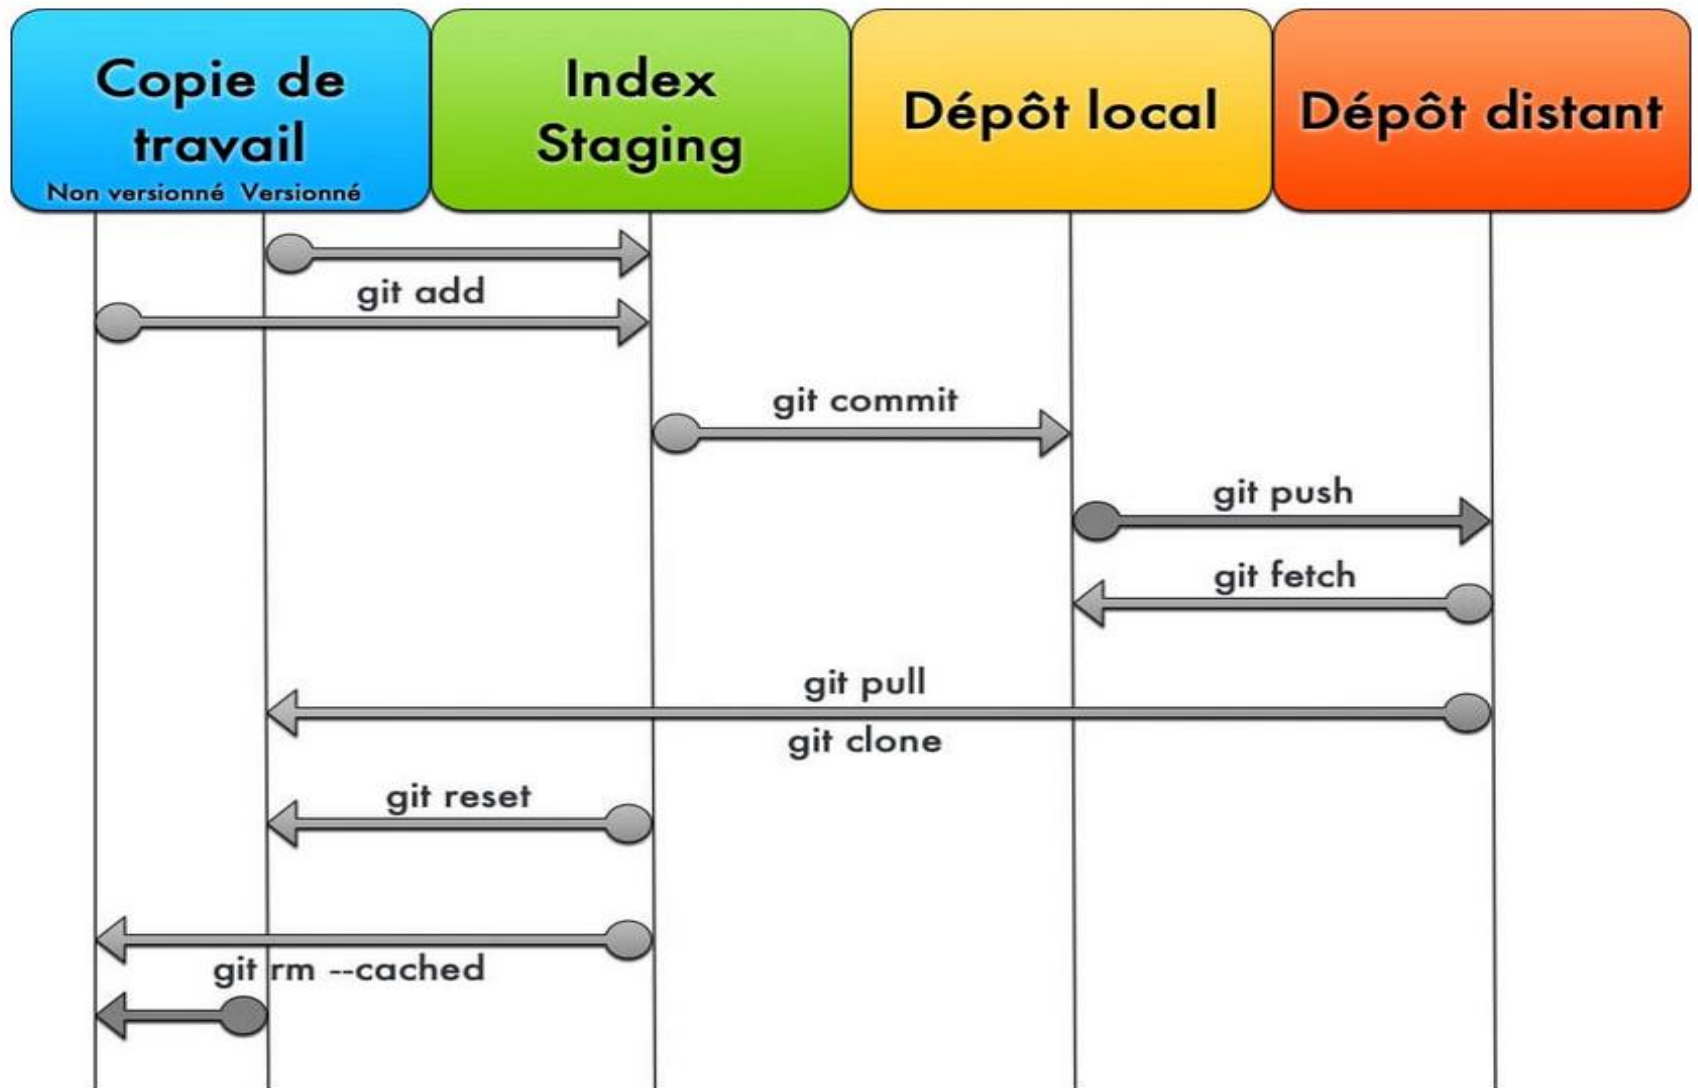 Copie de
travail
Non versionné Versionné
Index
Staging
Dépôt local
Dépôt distant
git add
git commit
git push
git fetch
git pull
git clone
git reset
git rm --cached